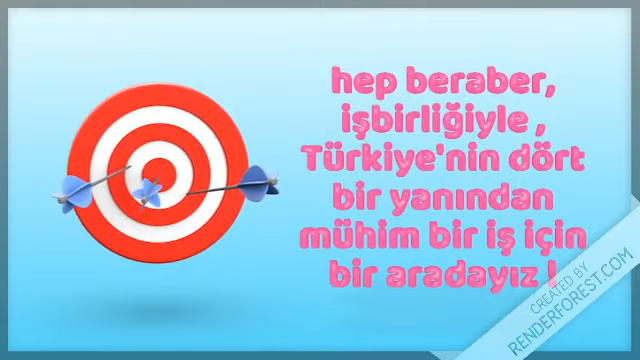 hep beraber,
işbirliğiyle ,
Türkiye'nin dört
bir yanından
mühim bir iş için
bir aradayız !
CREATED BY
RENDERFOREST.COM